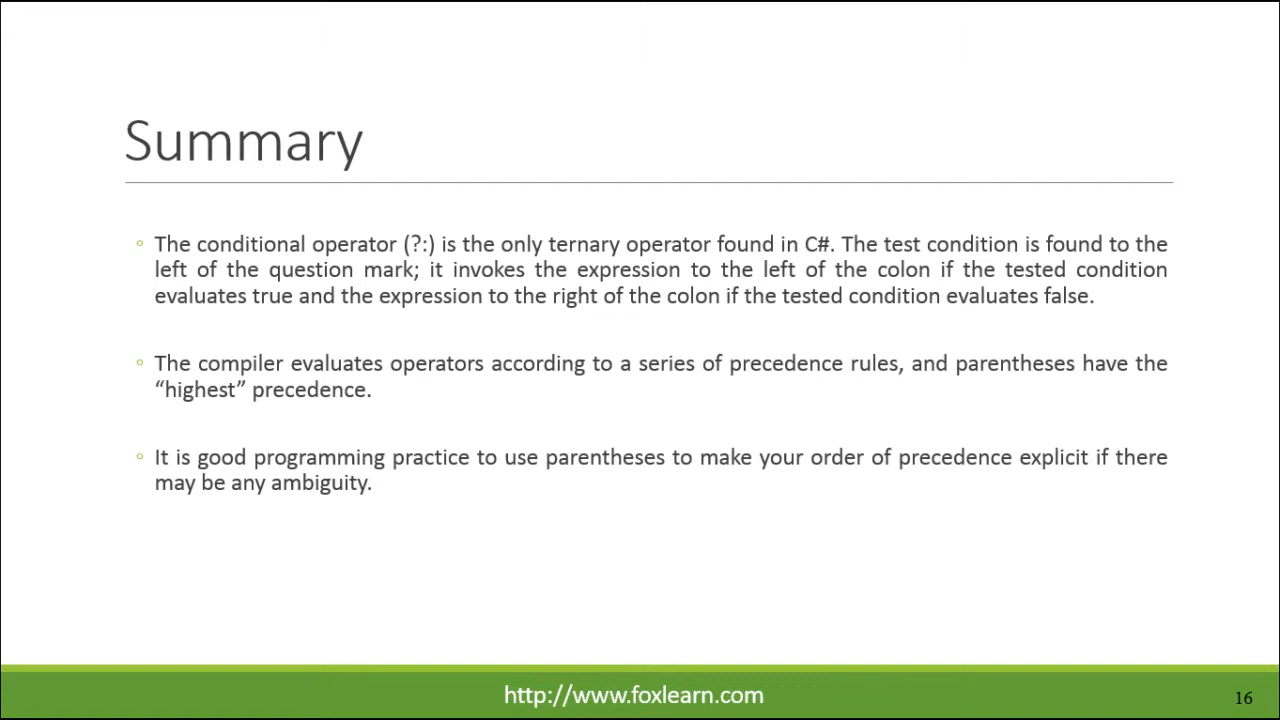 Summary
◦ The conditional operator (?:) is the only ternary operator found in C#. The test condition is found to the
left of the question mark; it invokes the expression to the left of the colon if the tested condition
evaluates true and the expression to the right of the colon if the tested condition evaluates false.
◦ The compiler evaluates operators according to a series of precedence rules, and parentheses have the
“highest” precedence.
◦ It is good programming practice to use parentheses to make your order of precedence explicit if there
may be any ambiguity.
http://www.foxlearn.com
16